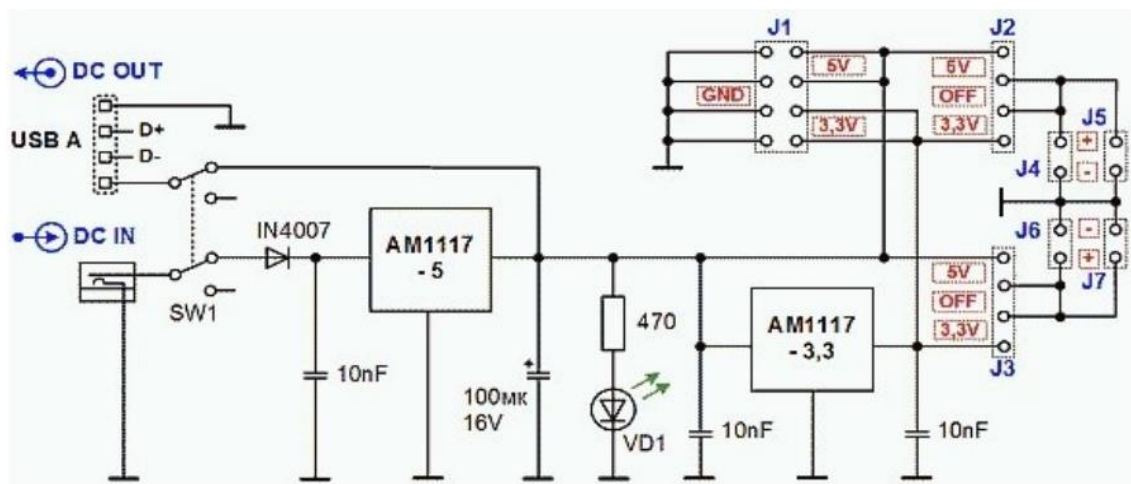 DC OUT
USB A
D+
D-
DC IN
SW1
IN4007
10nF
AM1117
- 5
100мк
16V
+
470
VD1
10nF
AM1117
- 3,3
10nF
J1
5V
GND
3,3V
J2
5V
OFF
3,3V
J5
+
J4
-
J6
-
+
J7
5V
OFF
3,3V
J3